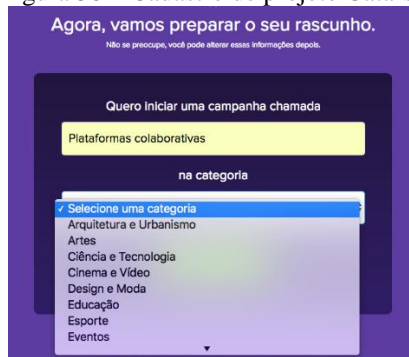 Agora, vamos preparar o seu rascunho.
Não se preocupe, você pode alterar essas informações depois.
Quero iniciar uma campanha chamada
Plataformas colaborativas
na categoria
✓ Selecione uma categoria
Arquitetura e Urbanismo
Artes
Ciência e Tecnologia
Cinema e Vídeo
Design e Moda
Educação
Esporte
Eventos